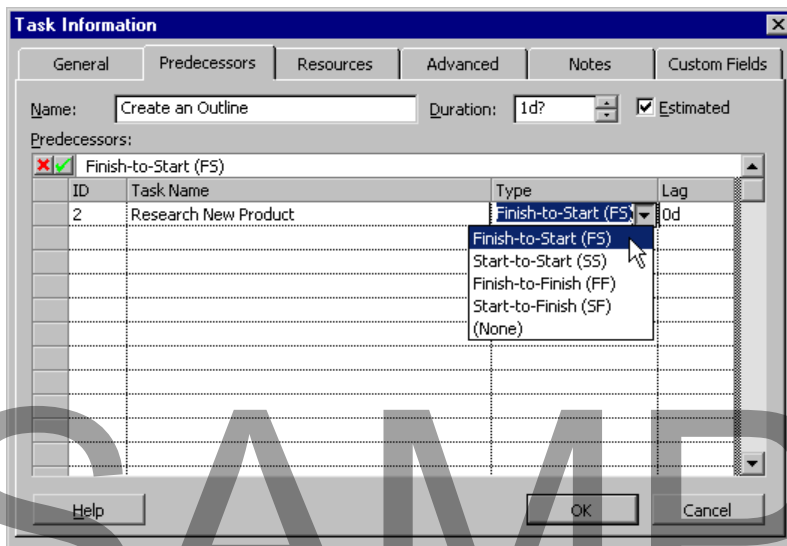 Task Information
General Predecessors Resources Advanced Notes Custom Fields
Name: Create an Outline Duration: 1d? Estimated
Predecessors:
Finish-to-Start (FS)
ID Task Name Type Lag
2 Research New Product Finish-to-Start (FS) 0d
Finish-to-Start (FS)
Start-to-Start (SS)
Finish-to-Finish (FF)
Start-to-Finish (SF)
(None)
Help OK Cancel
SAMP